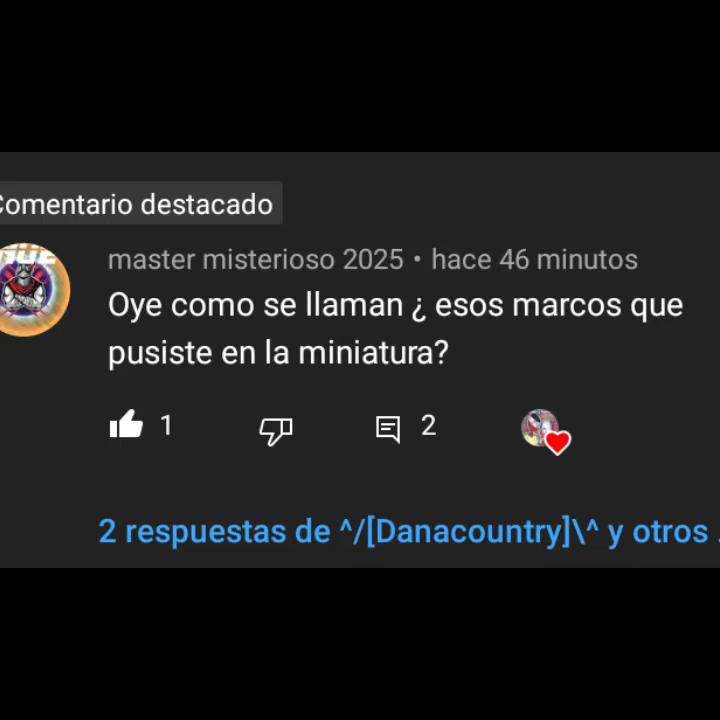 Comentario destacado
master misterioso 2025 • hace 46 minutos
Oye como se llaman ¿ esos marcos que
pusiste en la miniatura?
1 2
2 respuestas de ^/[Danacountry]\^ y otros